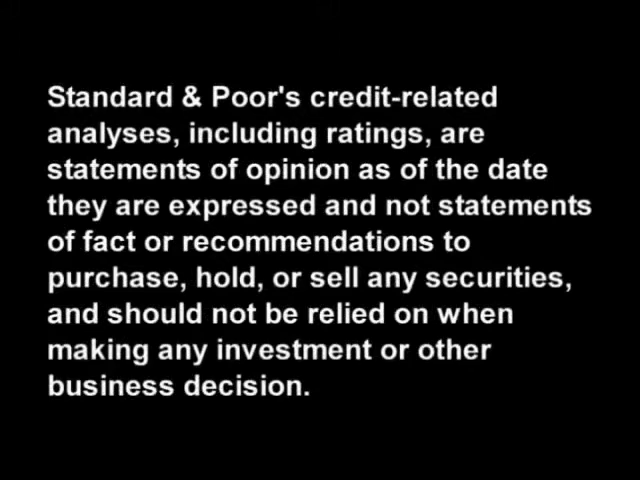 Standard & Poor's credit-related
analyses, including ratings, are
statements of opinion as of the date
they are expressed and not statements
of fact or recommendations to
purchase, hold, or sell any securities,
and should not be relied on when
making any investment or other
business decision.